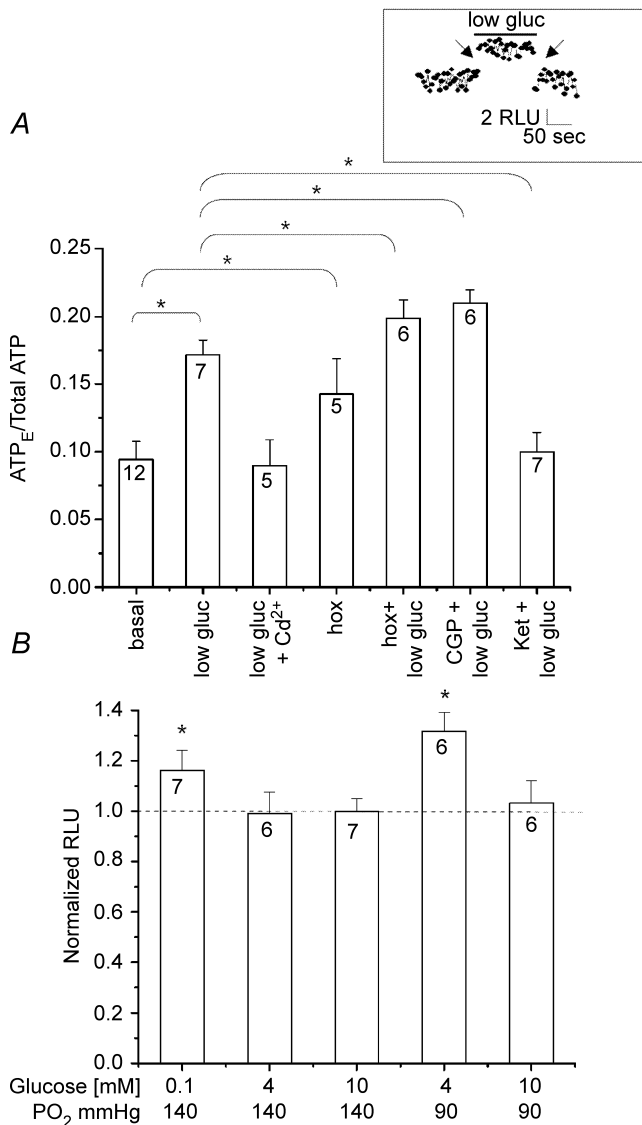 low gluc
2 RLU
50 sec
A
*
*
*
*
*
0.25
0.20
0.15
0.10
0.05
0.00
ATP_E/Total ATP
12
7
5
5
6
6
7
basal
low gluc
low gluc
+ Cd²⁺
hox
hox+
low gluc
CGP +
low gluc
Ket +
low gluc
B
1.4
1.2
1.0
0.8
0.6
0.4
0.2
0.0
Normalized RLU
*
*
7
6
7
6
6
Glucose [mM] 0.1 4 10 4 10
PO₂ mmHg 140 140 140 90 90